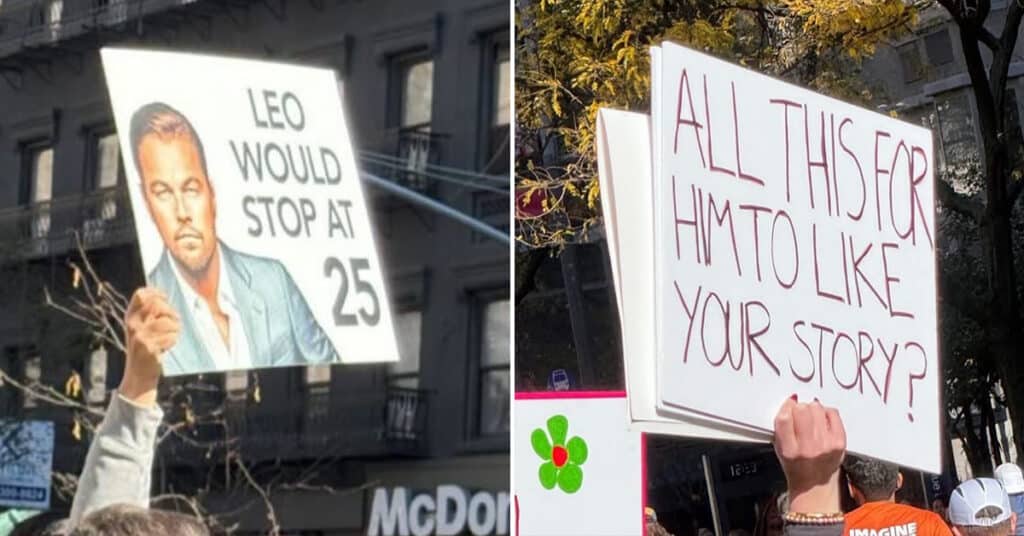 LEO
WOULD
STOP AT
25
McDon
ALL THIS FOR
HIM TO LIKE
YOUR STORY?
IMAGINE